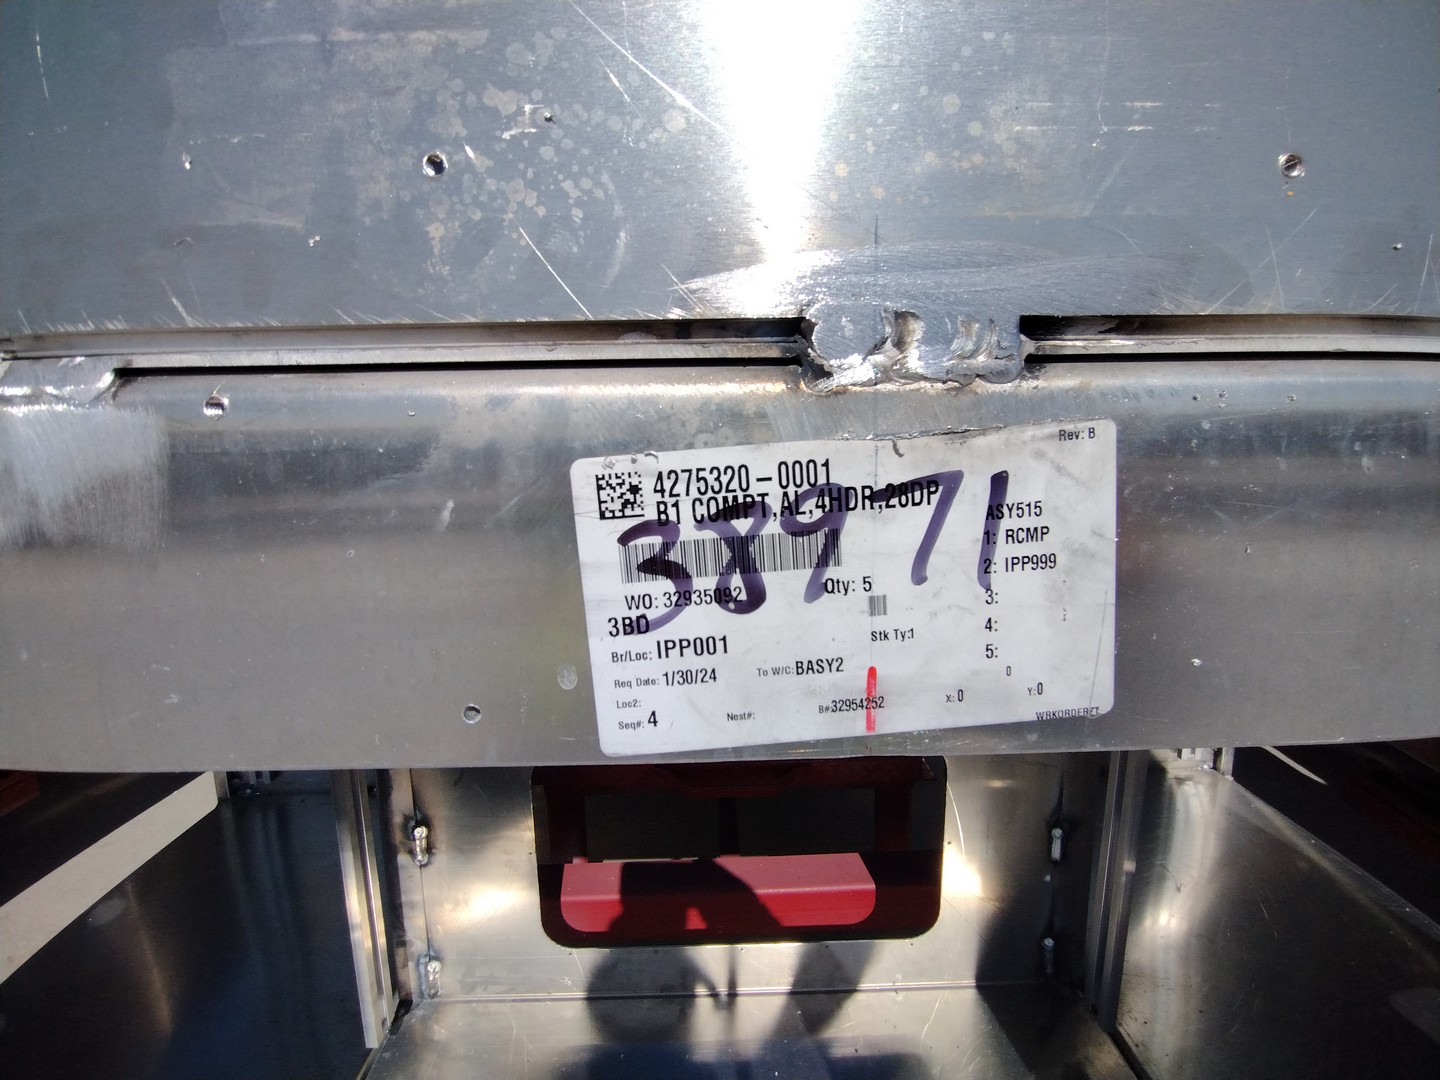 Rev: B
4275320-0001
B1 COMPT,AL,4HDR,28DP
38971
ASY515
1: RCMP
2: IPP999
3:
4:
5:
WO: 32935092
Qty: 5
3BD
Br/Loc: IPP001
Stk Ty:1
Req Date: 1/30/24
To W/C: BASY2
0
Loc2:
Seq#: 4
Nest#:
B#:32954252
X: 0
Y: 0